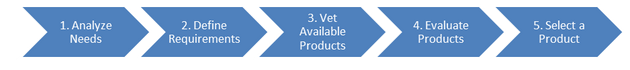 1. Analyze
Needs
2. Define
Requirements
3. Vet
Available
Products
4. Evaluate
Products
5. Select a
Product